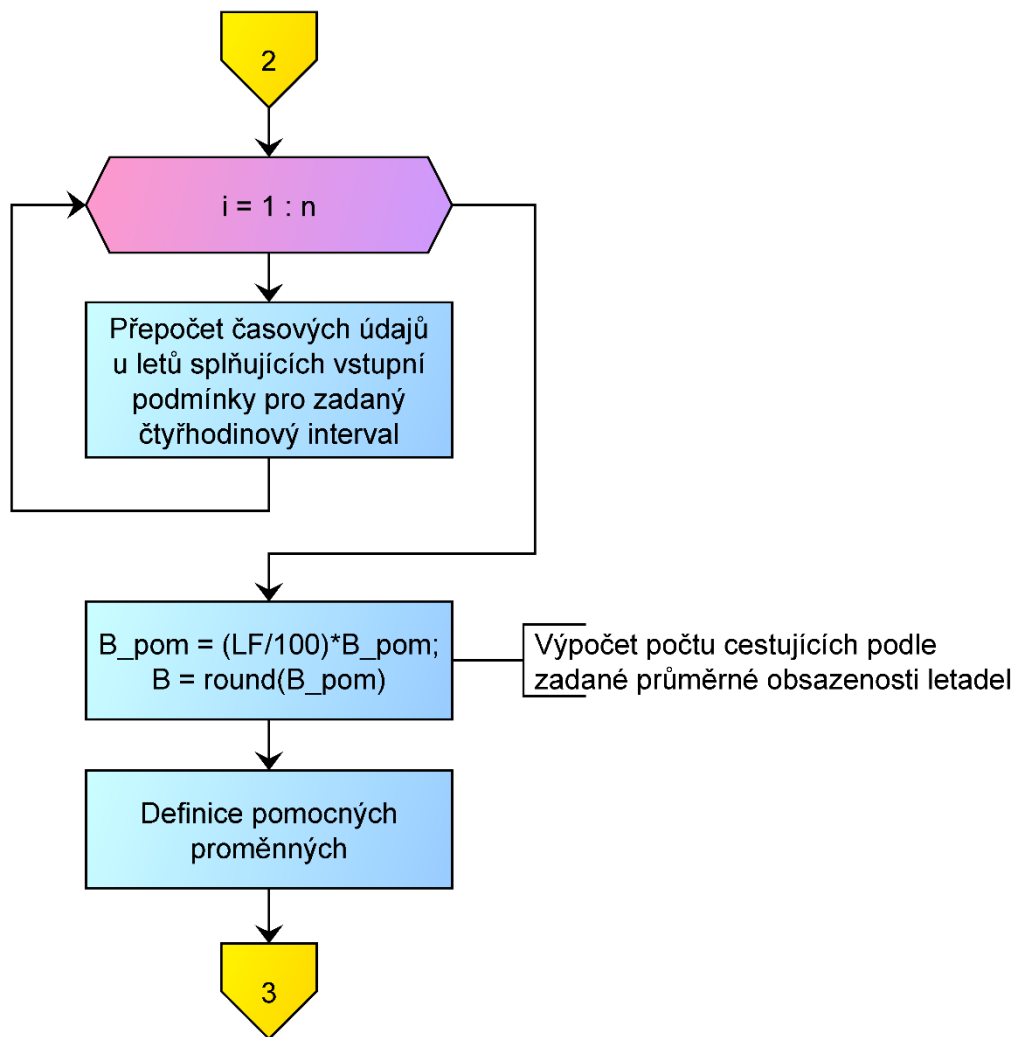 2
i = 1 : n
Přepočet časových údajů
u letů splňujících vstupní
podmínky pro zadaný
čtyřhodinový interval
B_pom = (LF/100)*B_pom;
B = round(B_pom)
Výpočet počtu cestujících podle
zadané průměrné obsazenosti letadel
Definice pomocných
proměnných
3